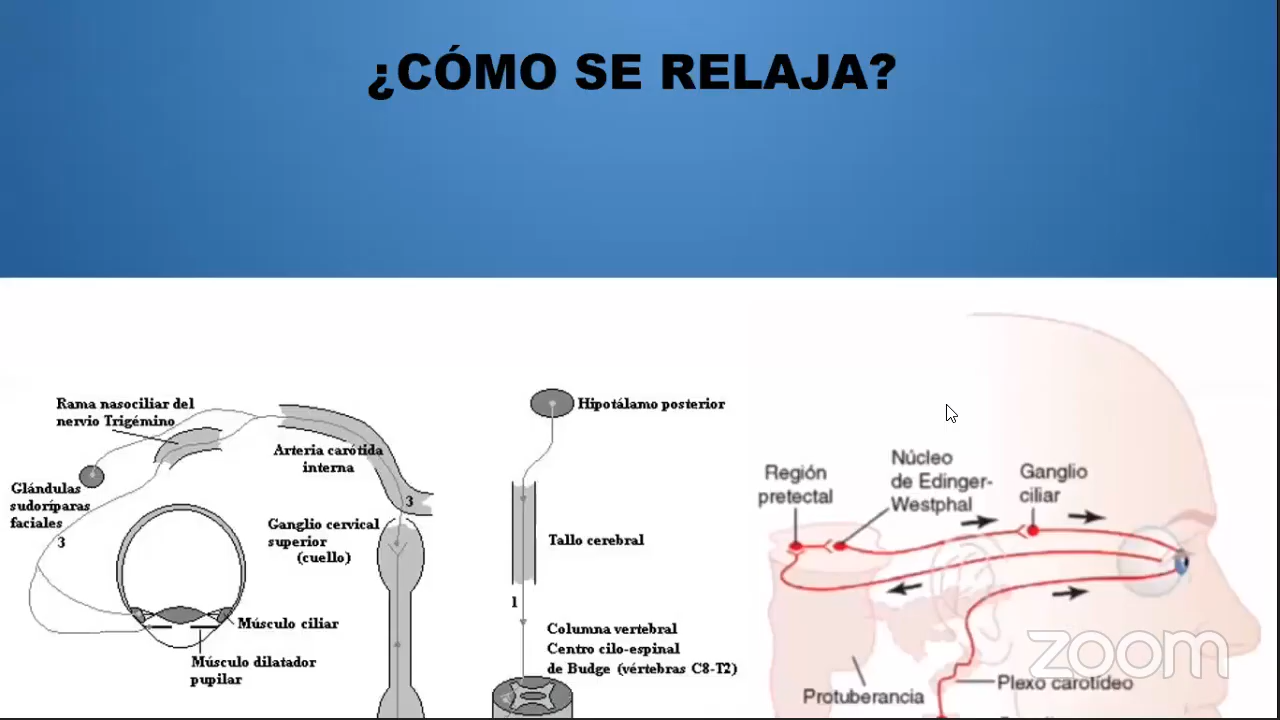 ¿CÓMO SE RELAJA?
Rama nasociliar del
nervio Trigémino
Arteria carótida
interna
Glándulas
sudoríparas
faciales
3
3
Ganglio cervical
superior
(cuello)
Músculo ciliar
Músculo dilatador
pupilar
Hipotálamo posterior
Tallo cerebral
1
Columna vertebral
Centro cilo-espinal
de Budge (vértebras C8-T2)
Región
pretectal
Núcleo
de Edinger-
Westphal
Ganglio
ciliar
Plexo carotídeo
Protuberancia
zoom